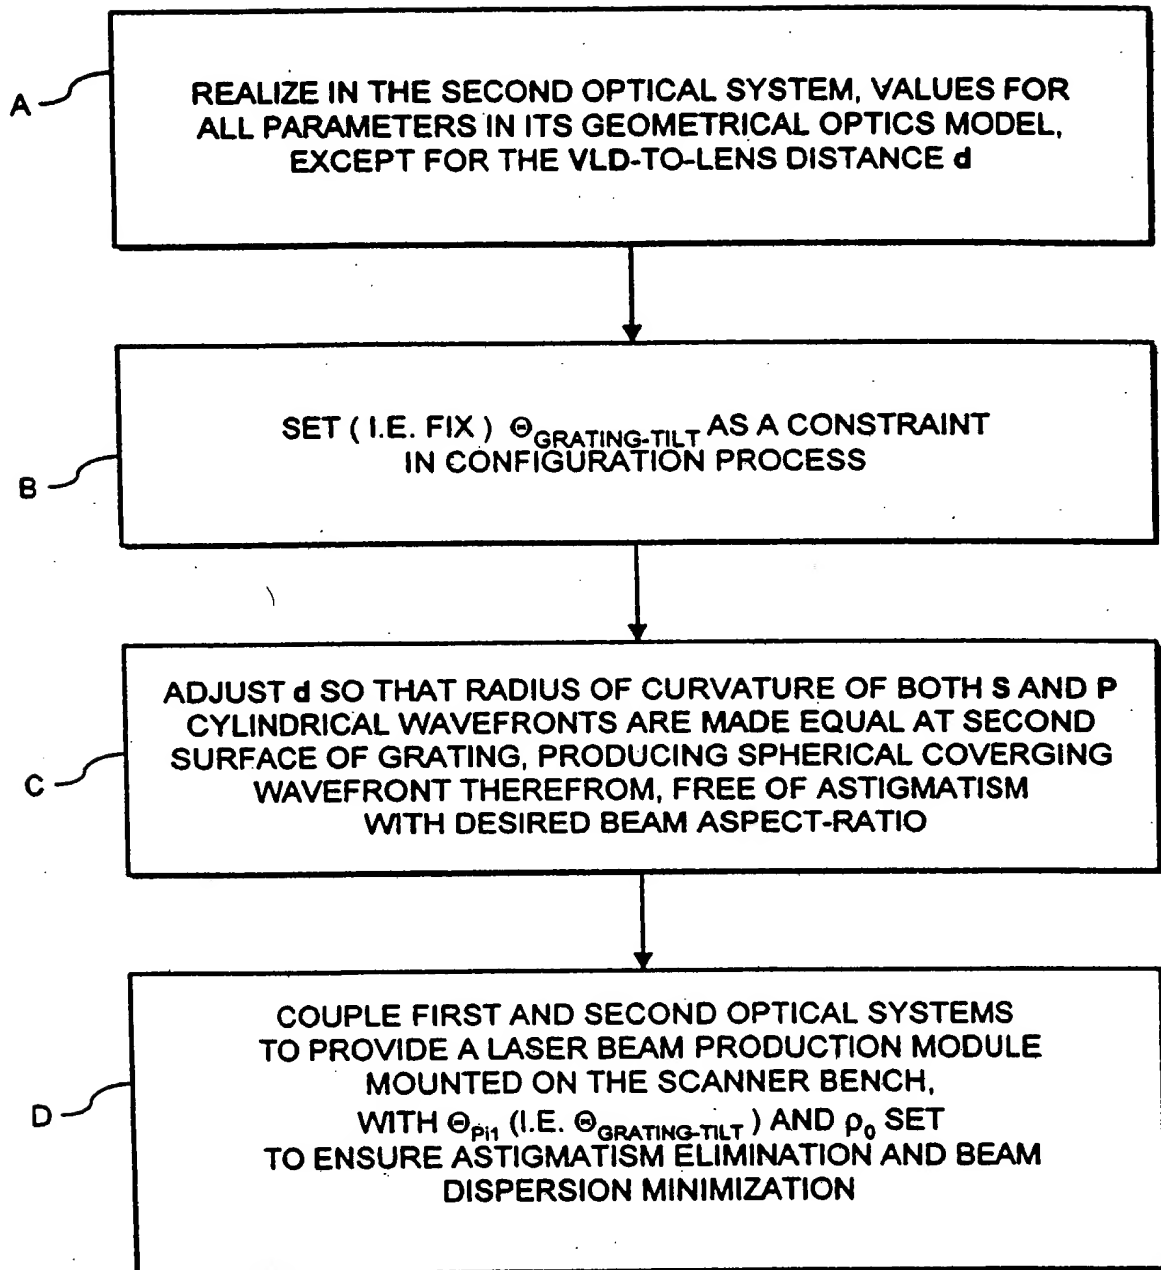 A
REALIZE IN THE SECOND OPTICAL SYSTEM, VALUES FOR
ALL PARAMETERS IN ITS GEOMETRICAL OPTICS MODEL,
EXCEPT FOR THE VLD-TO-LENS DISTANCE d
B
SET ( I.E. FIX ) Θ_GRATING-TILT AS A CONSTRAINT
IN CONFIGURATION PROCESS
C
ADJUST d SO THAT RADIUS OF CURVATURE OF BOTH S AND P
CYLINDRICAL WAVEFRONTS ARE MADE EQUAL AT SECOND
SURFACE OF GRATING, PRODUCING SPHERICAL COVERGING
WAVEFRONT THEREFROM, FREE OF ASTIGMATISM
WITH DESIRED BEAM ASPECT-RATIO
D
COUPLE FIRST AND SECOND OPTICAL SYSTEMS
TO PROVIDE A LASER BEAM PRODUCTION MODULE
MOUNTED ON THE SCANNER BENCH,
WITH Θ_Pi1 (I.E. Θ_GRATING-TILT ) AND ρ_0 SET
TO ENSURE ASTIGMATISM ELIMINATION AND BEAM
DISPERSION MINIMIZATION